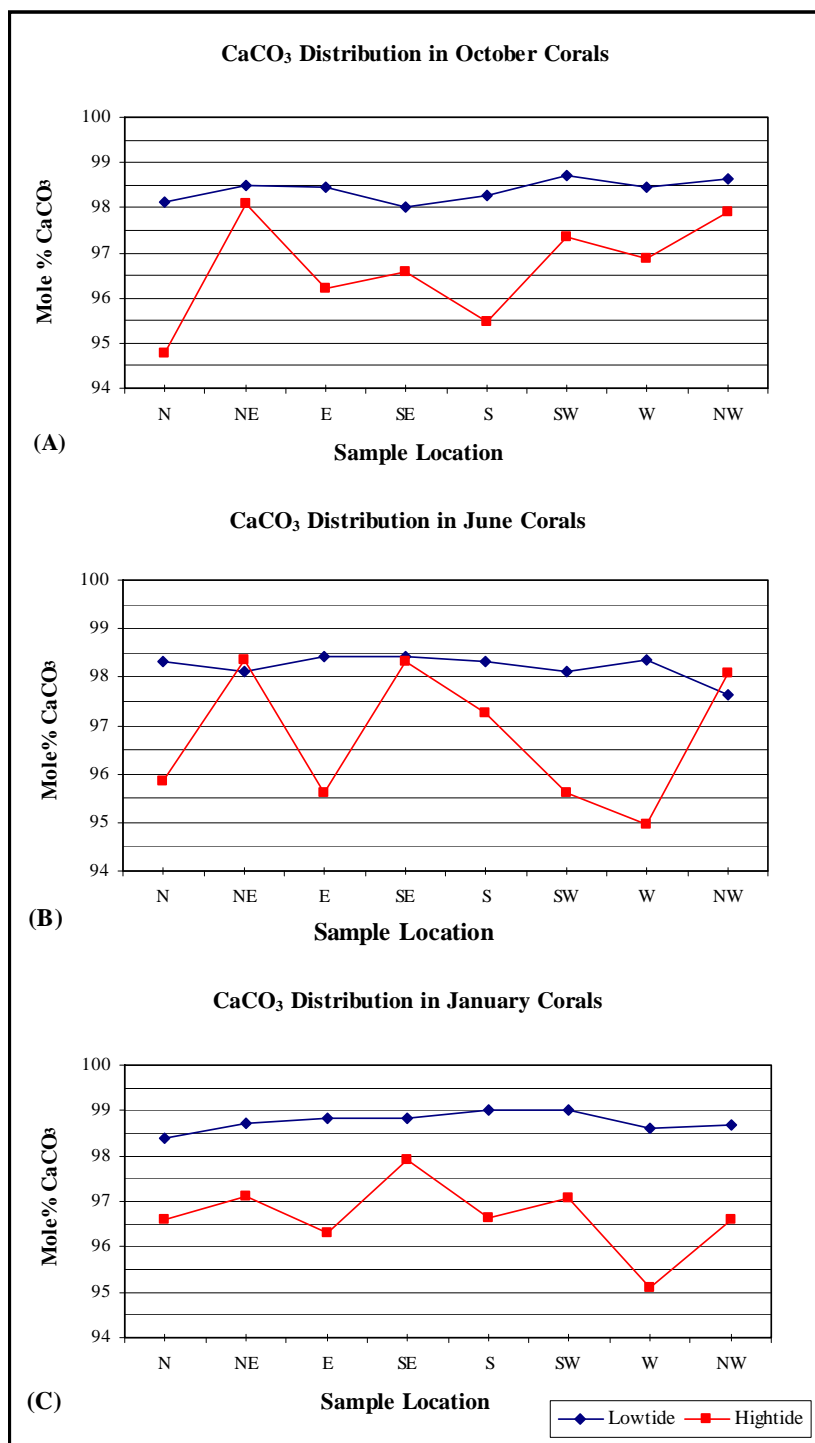 CaCO₃ Distribution in October Corals
100
99
98
97
96
95
94
Mole % CaCO₃
N NE E SE S SW W NW
(A)
Sample Location
CaCO₃ Distribution in June Corals
100
99
98
97
96
95
94
Mole% CaCO₃
N NE E SE S SW W NW
(B)
Sample Location
CaCO₃ Distribution in January Corals
100
99
98
97
96
95
94
Mole% CaCO₃
N NE E SE S SW W NW
(C)
Sample Location
Lowtide Hightide